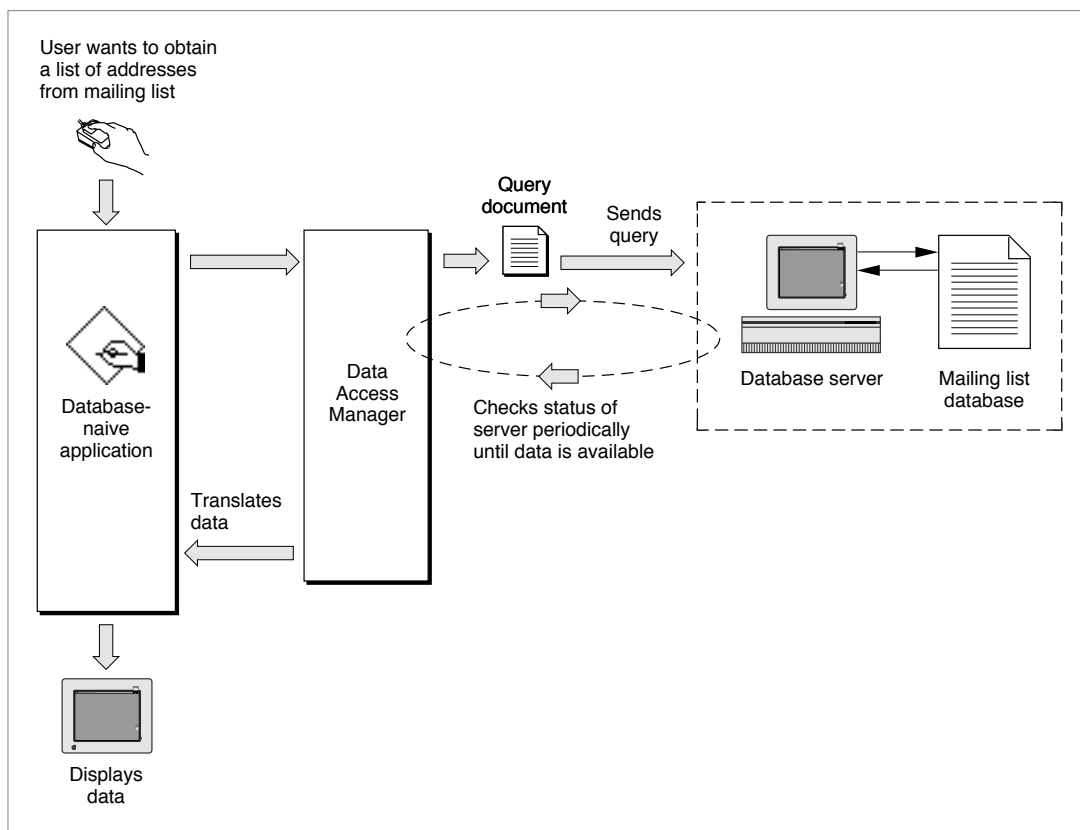 User wants to obtain
a list of addresses
from mailing list
Query
document
Sends
query
Database-
naive
application
Data
Access
Manager
Database server
Mailing list
database
Checks status of
server periodically
until data is available
Translates
data
Displays
data